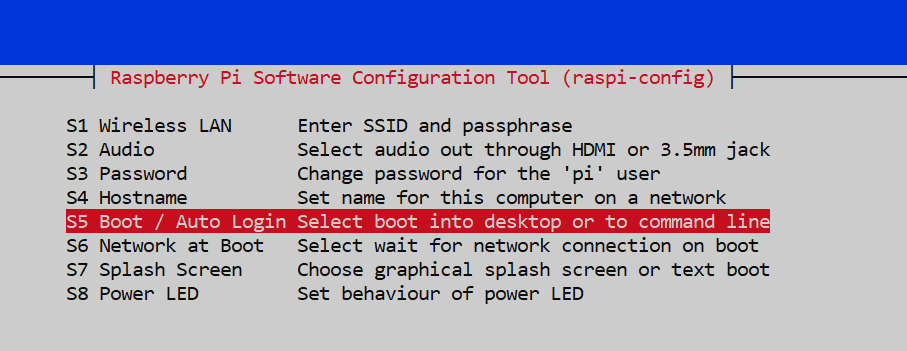 Raspberry Pi Software Configuration Tool (raspi-config)
S1 Wireless LAN Enter SSID and passphrase
S2 Audio Select audio out through HDMI or 3.5mm jack
S3 Password Change password for the 'pi' user
S4 Hostname Set name for this computer on a network
S5 Boot / Auto Login Select boot into desktop or to command line
S6 Network at Boot Select wait for network connection on boot
S7 Splash Screen Choose graphical splash screen or text boot
S8 Power LED Set behaviour of power LED